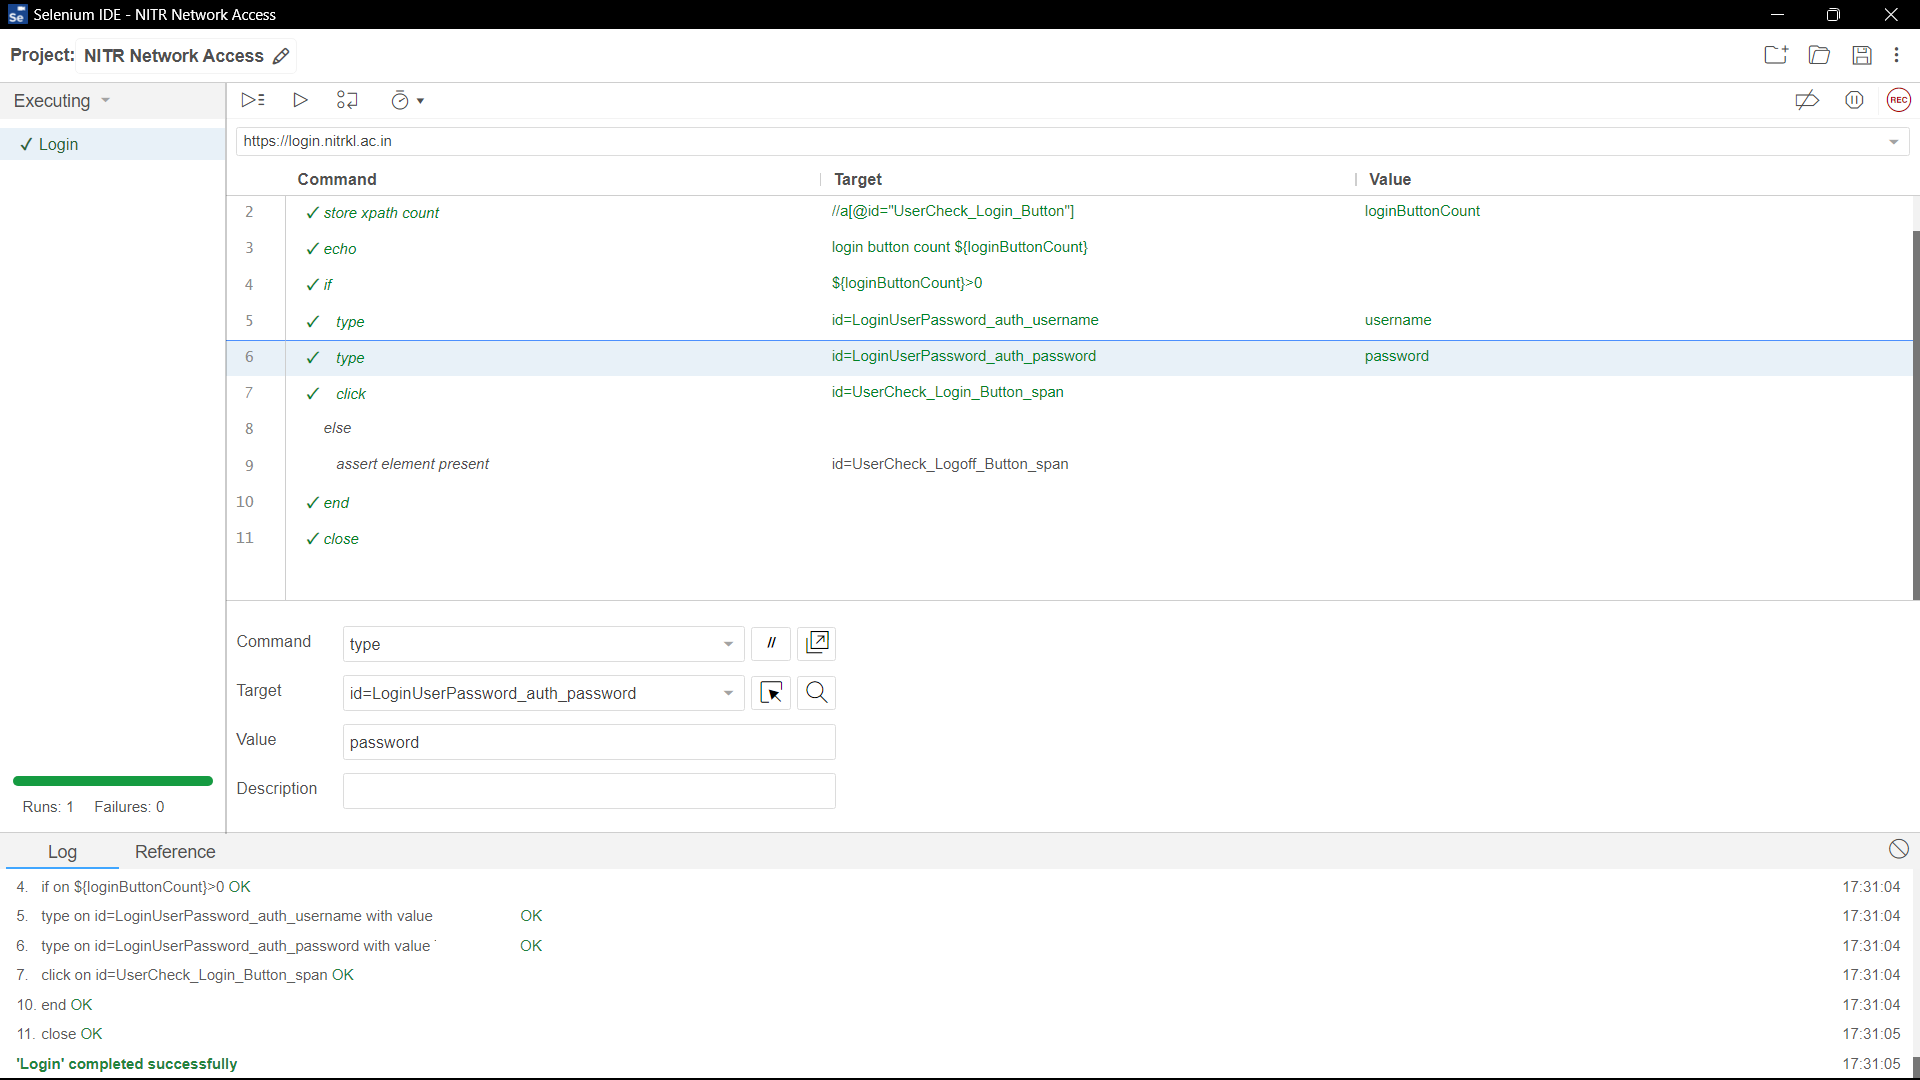 Se Selenium IDE - NITR Network Access
Project: NITR Network Access
Executing
REC
✓ Login
https://login.nitrkl.ac.in
Command Target Value
2 ✓ store xpath count //a[@id="UserCheck_Login_Button"] loginButtonCount
3 ✓ echo login button count ${loginButtonCount}
4 ✓ if ${loginButtonCount}>0
5 ✓ type id=LoginUserPassword_auth_username username
6 ✓ type id=LoginUserPassword_auth_password password
7 ✓ click id=UserCheck_Login_Button_span
8 else
9 assert element present id=UserCheck_Logoff_Button_span
10 ✓ end
11 ✓ close
Command type //
Target id=LoginUserPassword_auth_password
Value password
Description
Runs: 1 Failures: 0
Log Reference
4. if on ${loginButtonCount}>0 OK 17:31:04
5. type on id=LoginUserPassword_auth_username with value OK 17:31:04
6. type on id=LoginUserPassword_auth_password with value OK 17:31:04
7. click on id=UserCheck_Login_Button_span OK 17:31:04
10. end OK 17:31:04
11. close OK 17:31:05
'Login' completed successfully 17:31:05